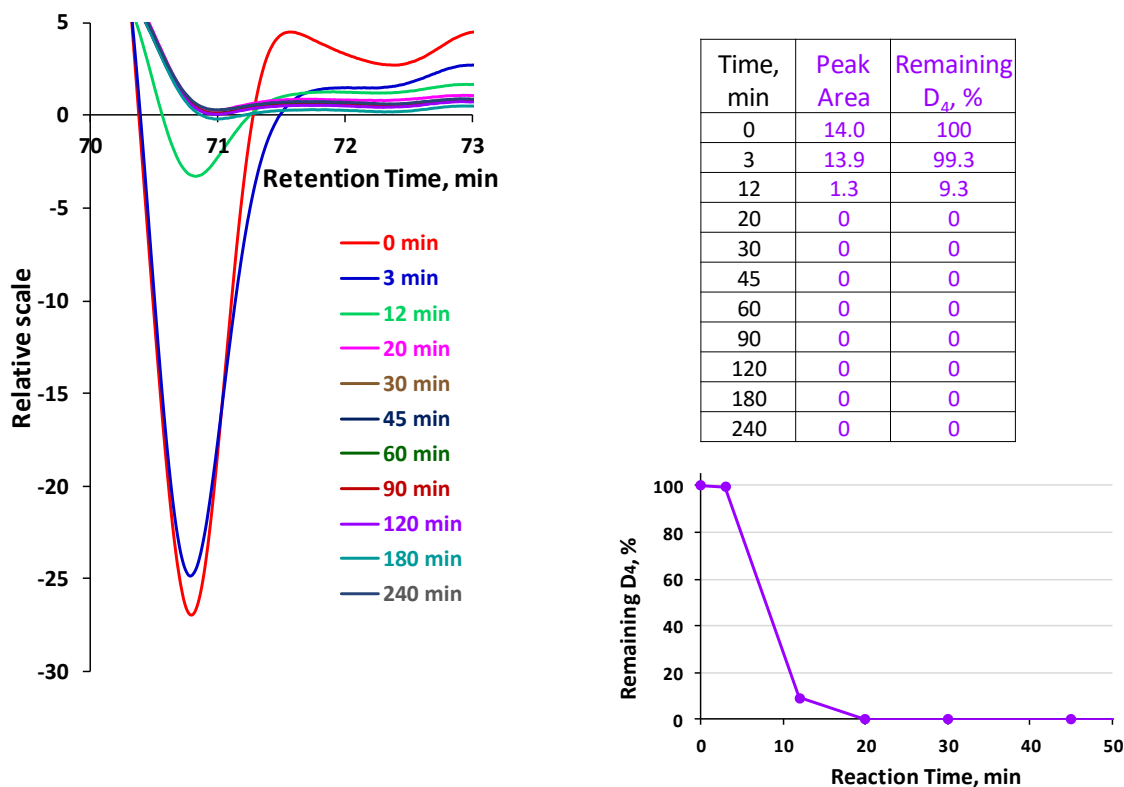 5
0
-5
-10
-15
-20
-25
-30
70
71
72
73
Retention Time, min
Relative scale
0 min
3 min
12 min
20 min
30 min
45 min
60 min
90 min
120 min
180 min
240 min
Time, min Peak Area Remaining D₄, %
0 14.0 100
3 13.9 99.3
12 1.3 9.3
20 0 0
30 0 0
45 0 0
60 0 0
90 0 0
120 0 0
180 0 0
240 0 0
100
80
60
40
20
0
Remaining D4, %
0 10 20 30 40 50
Reaction Time, min